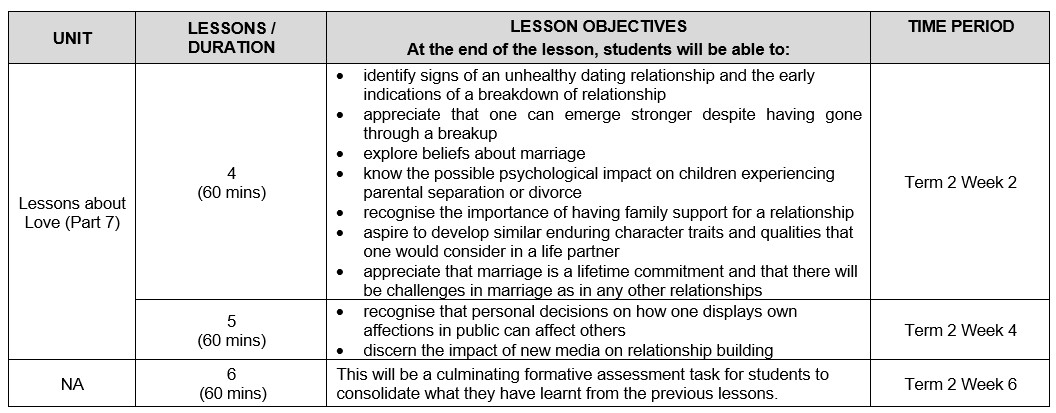 UNIT
LESSONS /
DURATION
LESSON OBJECTIVES
At the end of the lesson, students will be able to:
TIME PERIOD
Lessons about
Love (Part 7)
4
(60 mins)
• identify signs of an unhealthy dating relationship and the early
indications of a breakdown of relationship
• appreciate that one can emerge stronger despite having gone
through a breakup
• explore beliefs about marriage
• know the possible psychological impact on children experiencing
parental separation or divorce
• recognise the importance of having family support for a relationship
• aspire to develop similar enduring character traits and qualities that
one would consider in a life partner
• appreciate that marriage is a lifetime commitment and that there will
be challenges in marriage as in any other relationships
Term 2 Week 2
5
(60 mins)
• recognise that personal decisions on how one displays own
affections in public can affect others
• discern the impact of new media on relationship building
Term 2 Week 4
NA
6
(60 mins)
This will be a culminating formative assessment task for students to
consolidate what they have learnt from the previous lessons.
Term 2 Week 6